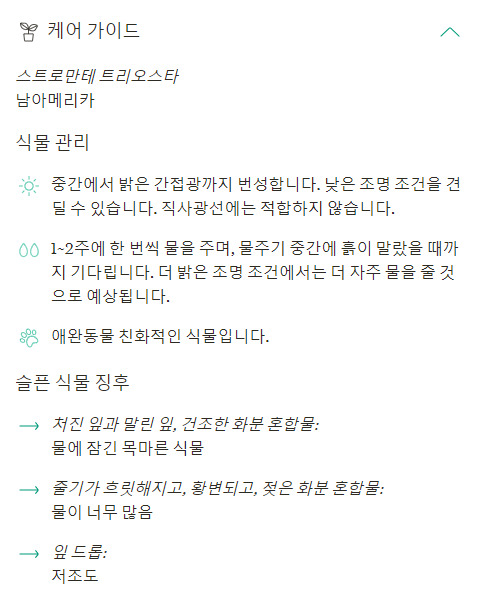 케어 가이드
스트로만테 트리오스타
남아메리카
식물 관리
중간에서 밝은 간접광까지 번성합니다. 낮은 조명 조건을 견
딜 수 있습니다. 직사광선에는 적합하지 않습니다.
1~2주에 한 번씩 물을 주며, 물주기 중간에 흙이 말랐을 때까
지 기다립니다. 더 밝은 조명 조건에서는 더 자주 물을 줄 것
으로 예상됩니다.
애완동물 친화적인 식물입니다.
슬픈 식물 징후
처진 잎과 말린 잎, 건조한 화분 혼합물:
물에 잠긴 목마른 식물
줄기가 흐릿해지고, 황변되고, 젖은 화분 혼합물:
물이 너무 많음
잎 드롭:
저조도